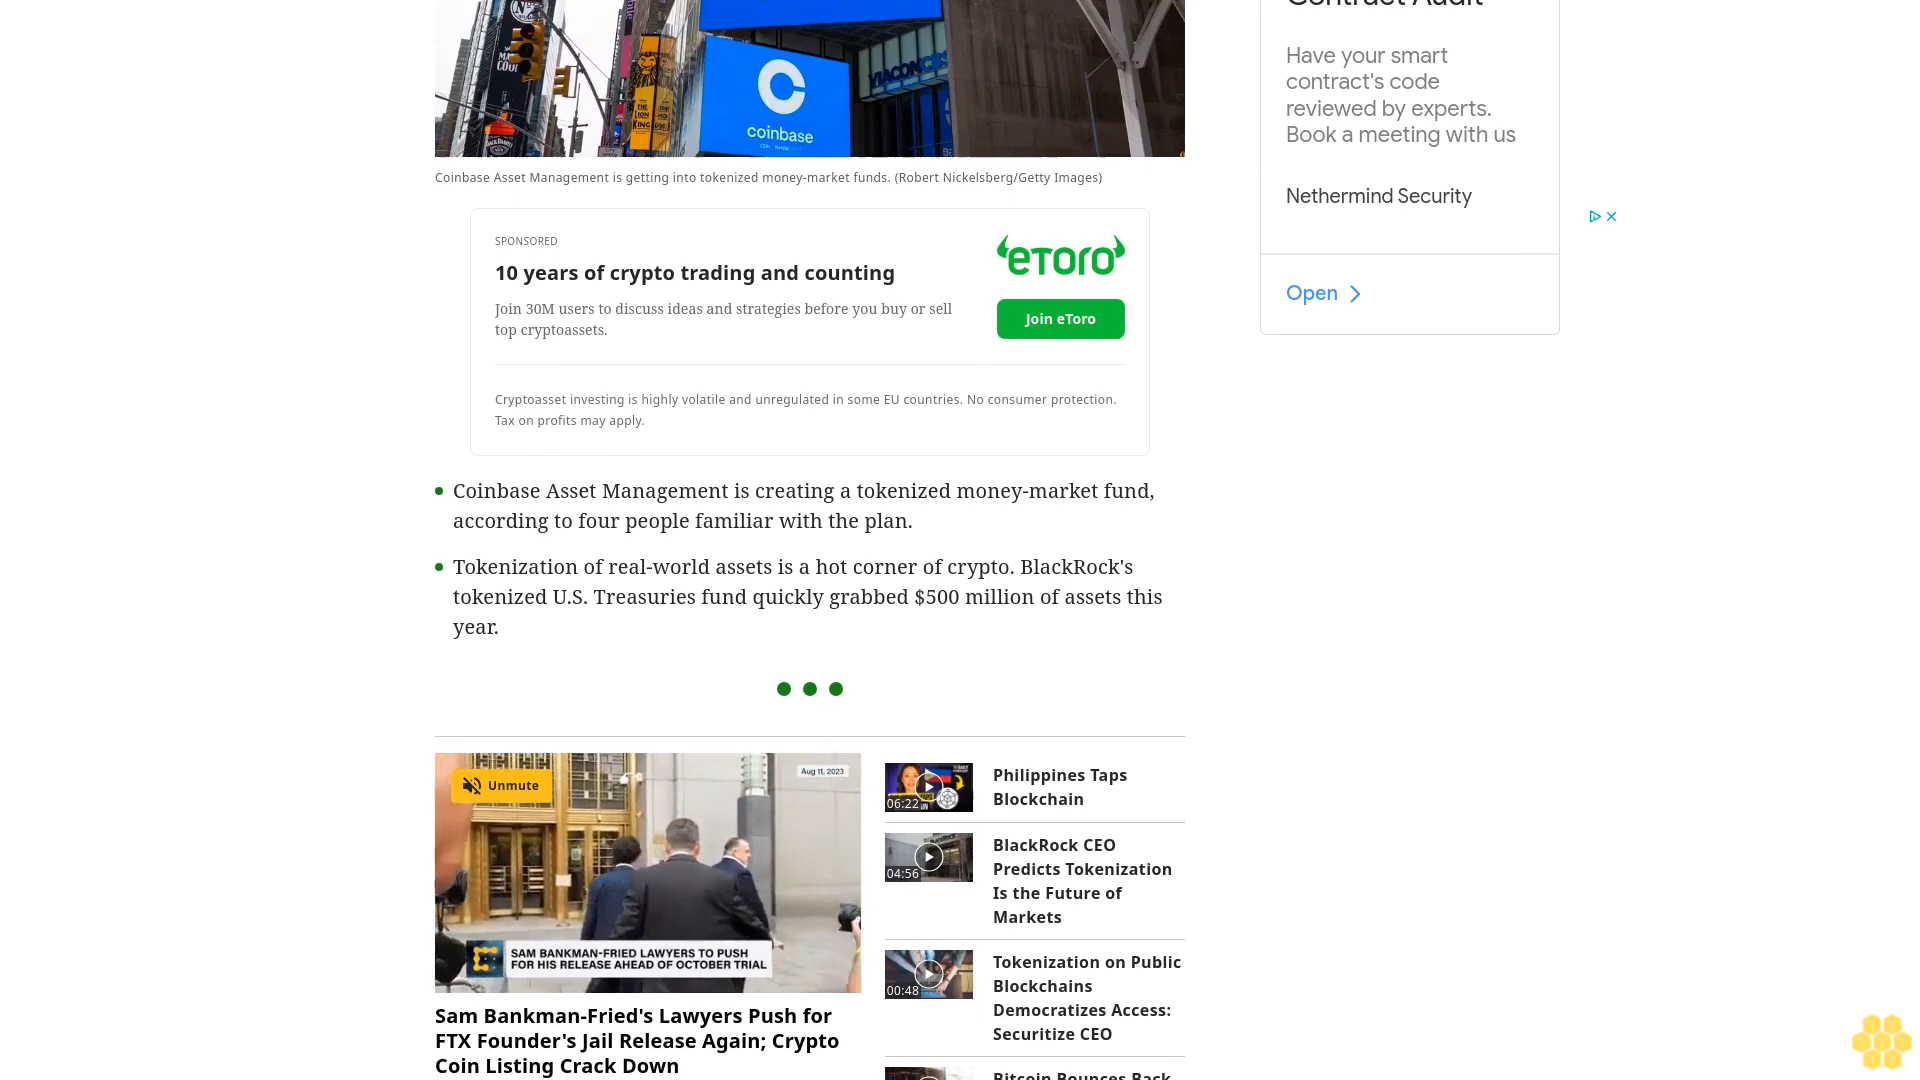 coinbase
Coinbase Asset Management is getting into tokenized money-market funds. (Robert Nickelsberg/Getty Images)
SPONSORED
eToro
10 years of crypto trading and counting
Join 30M users to discuss ideas and strategies before you buy or sell
top cryptoassets.
Join eToro
Cryptoasset investing is highly volatile and unregulated in some EU countries. No consumer protection.
Tax on profits may apply.
Coinbase Asset Management is creating a tokenized money-market fund,
according to four people familiar with the plan.
Tokenization of real-world assets is a hot corner of crypto. BlackRock's
tokenized U.S. Treasuries fund quickly grabbed $500 million of assets this
year.
Unmute
Aug 11, 2023
SAM BANKMAN-FRIED LAWYERS TO PUSH
FOR HIS RELEASE AHEAD OF OCTOBER TRIAL
Sam Bankman-Fried's Lawyers Push for
FTX Founder's Jail Release Again; Crypto
Coin Listing Crack Down
06:22
Philippines Taps
Blockchain
04:56
BlackRock CEO
Predicts Tokenization
Is the Future of
Markets
00:48
Tokenization on Public
Blockchains
Democratizes Access:
Securitize CEO
Bitcoin Bounces Back
Contract Audit
Have your smart
contract's code
reviewed by experts.
Book a meeting with us
Nethermind Security
Open